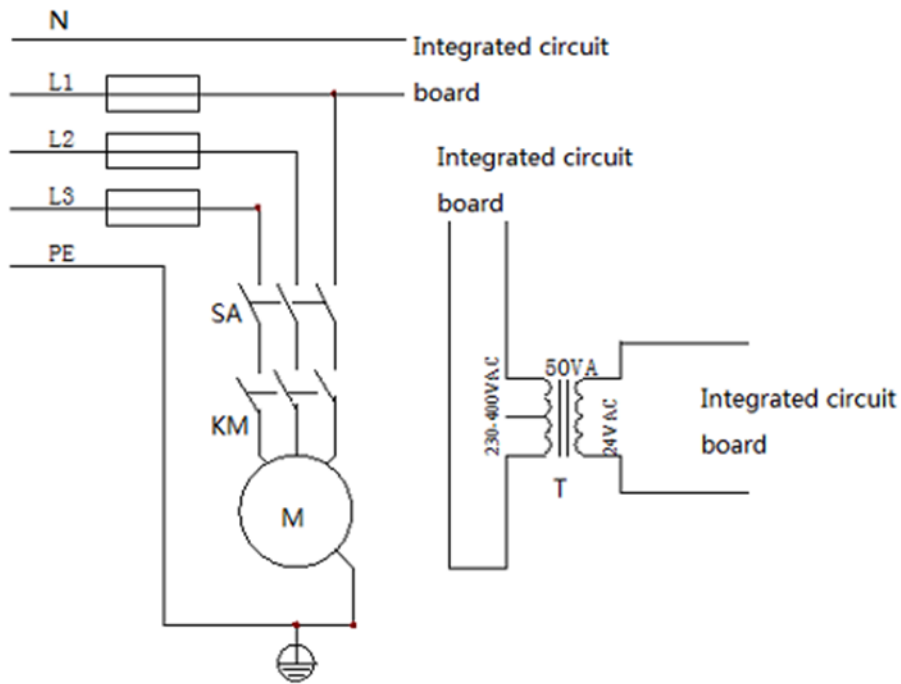 N
Integrated circuit
board
L1
L2
L3
PE
Integrated circuit
board
SA
KM
M
230-400VAC
50VA
24VAC
T
Integrated circuit
board